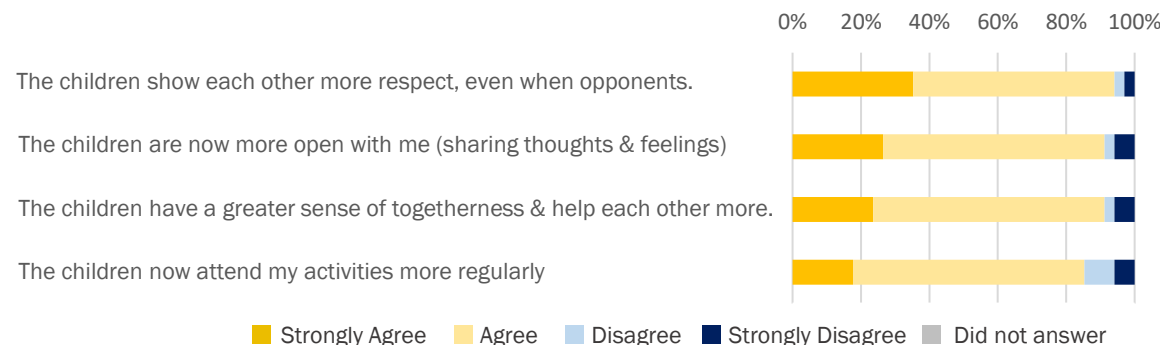 0% 20% 40% 60% 80% 100%
The children show each other more respect, even when opponents.
The children are now more open with me (sharing thoughts & feelings)
The children have a greater sense of togetherness & help each other more.
The children now attend my activities more regularly
Strongly Agree Agree Disagree Strongly Disagree Did not answer